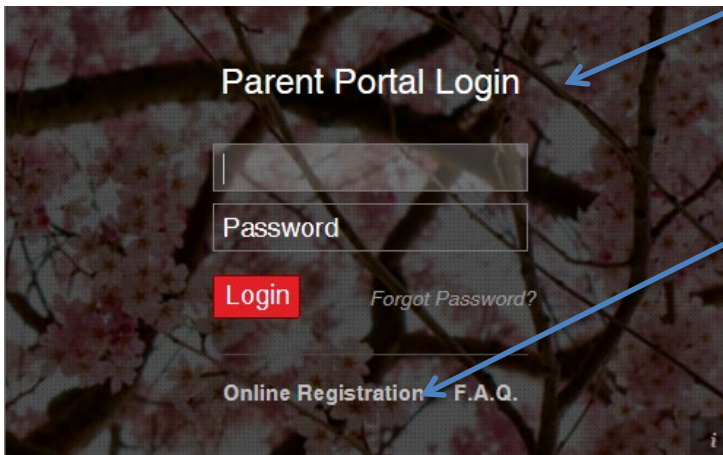 Parent Portal Login
Password
Login Forgot Password?
Online Registration F.A.Q.
i